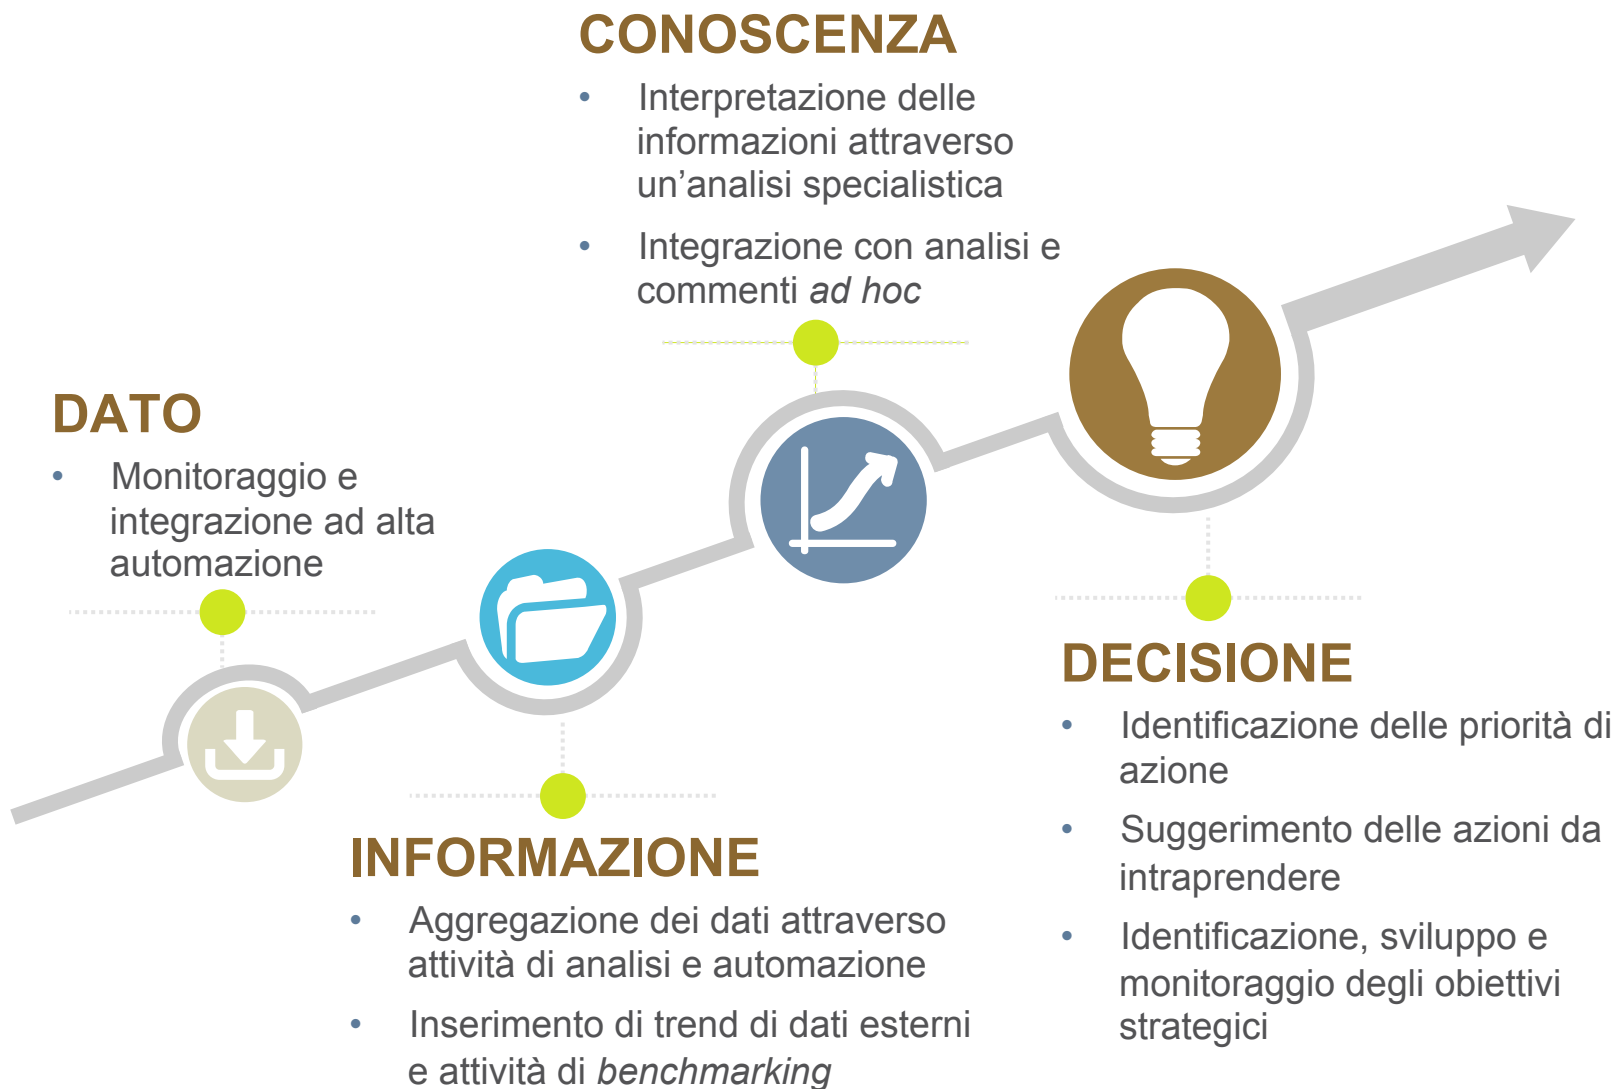 CONOSCENZA
• Interpretazione delle
informazioni attraverso
un’analisi specialistica
• Integrazione con analisi e
commenti ad hoc
DATO
• Monitoraggio e
integrazione ad alta
automazione
INFORMAZIONE
• Aggregazione dei dati attraverso
attività di analisi e automazione
• Inserimento di trend di dati esterni
e attività di benchmarking
DECISIONE
• Identificazione delle priorità di
azione
• Suggerimento delle azioni da
intraprendere
• Identificazione, sviluppo e
monitoraggio degli obiettivi
strategici